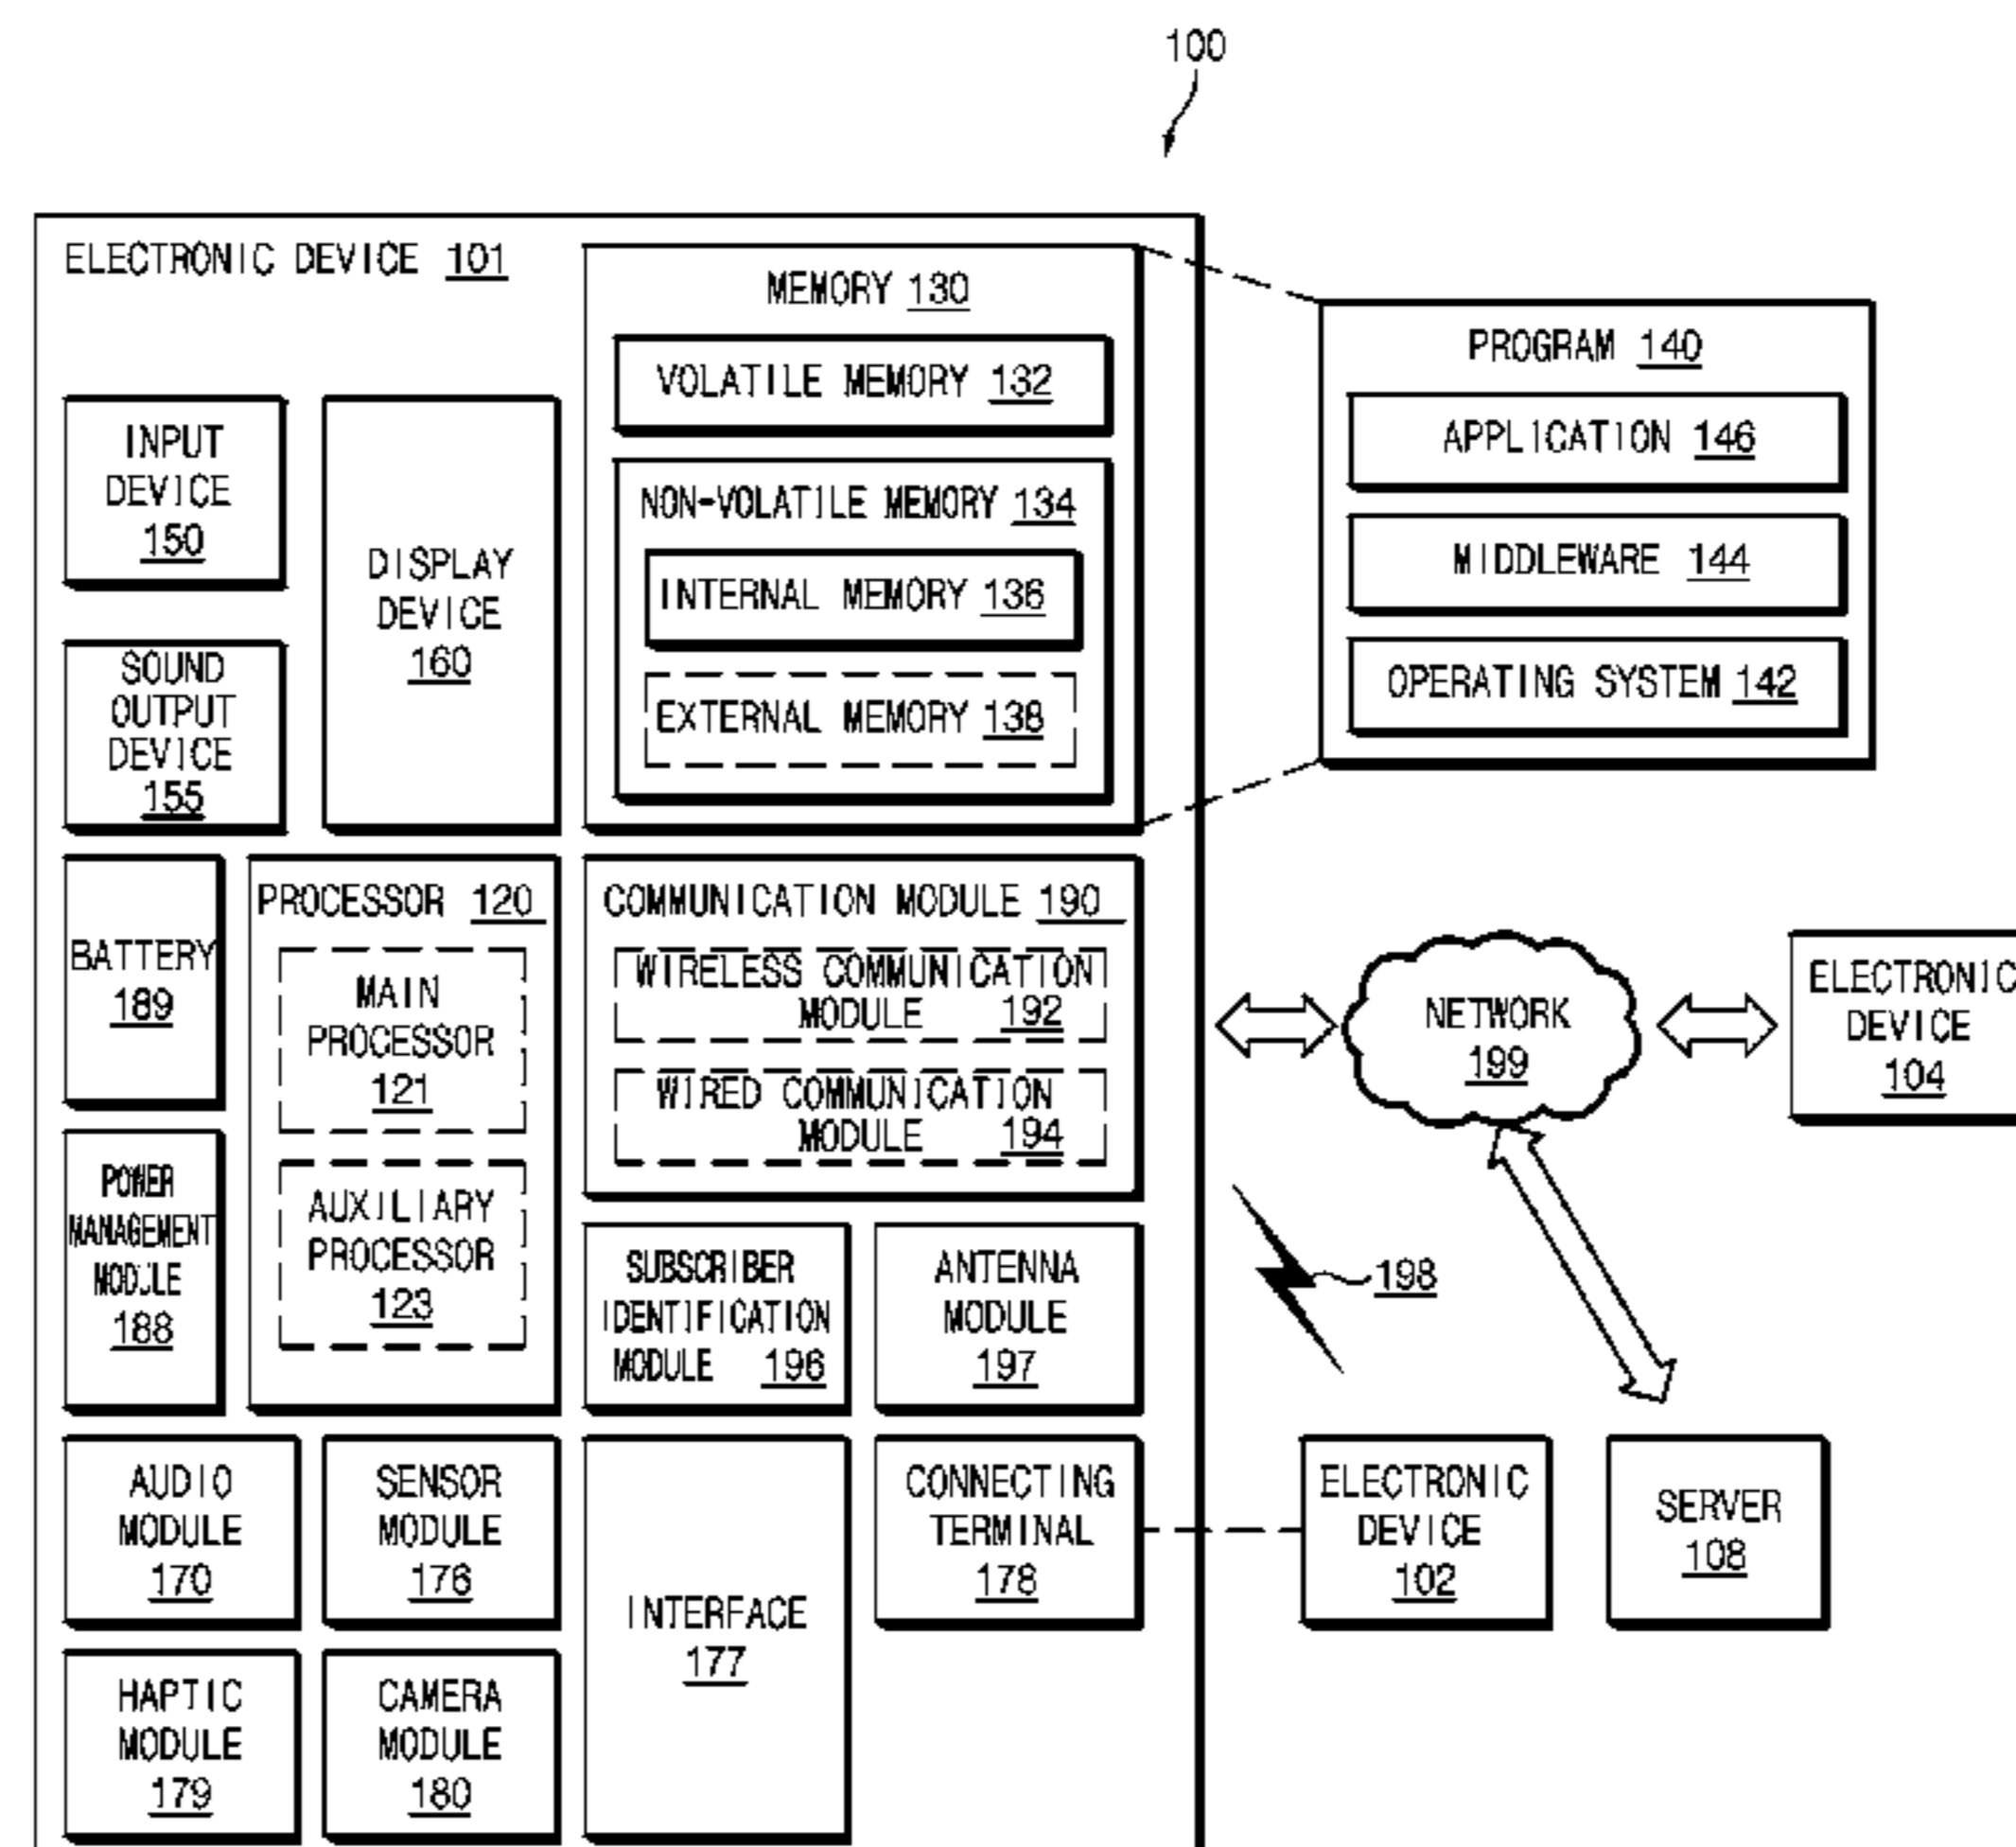 100
ELECTRONIC DEVICE 101
MEMORY 130
VOLATILE MEMORY 132
NON-VOLATILE MEMORY 134
INTERNAL MEMORY 136
EXTERNAL MEMORY 138
PROGRAM 140
APPLICATION 146
MIDDLEWARE 144
OPERATING SYSTEM 142
INPUT
DEVICE
150
SOUND
OUTPUT
DEVICE
155
DISPLAY
DEVICE
160
BATTERY
189
POWER
MANAGEMENT
MODULE
188
PROCESSOR 120
MAIN
PROCESSOR
121
AUXILIARY
PROCESSOR
123
COMMUNICATION MODULE 190
WIRELESS COMMUNICATION
MODULE 192
WIRED COMMUNICATION
MODULE 194
SUBSCRIBER
IDENTIFICATION
MODULE 196
ANTENNA
MODULE
197
NETWORK
199
ELECTRONIC
DEVICE
104
198
AUDIO
MODULE
170
SENSOR
MODULE
176
INTERFACE
177
CONNECTING
TERMINAL
178
ELECTRONIC
DEVICE
102
SERVER
108
HAPTIC
MODULE
179
CAMERA
MODULE
180